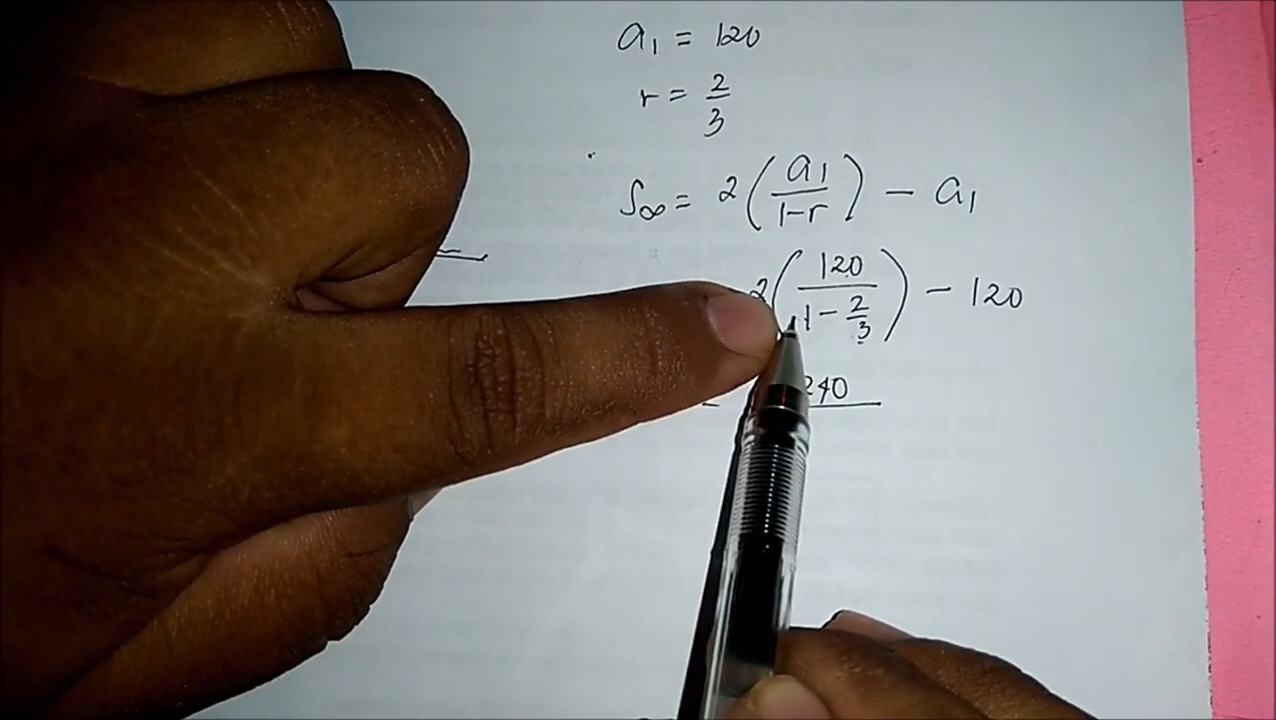 a₁ = 120
r = 2/3
S∞ = 2(a₁/1-r) - a₁
2(120/1 - 2/3) - 120
240